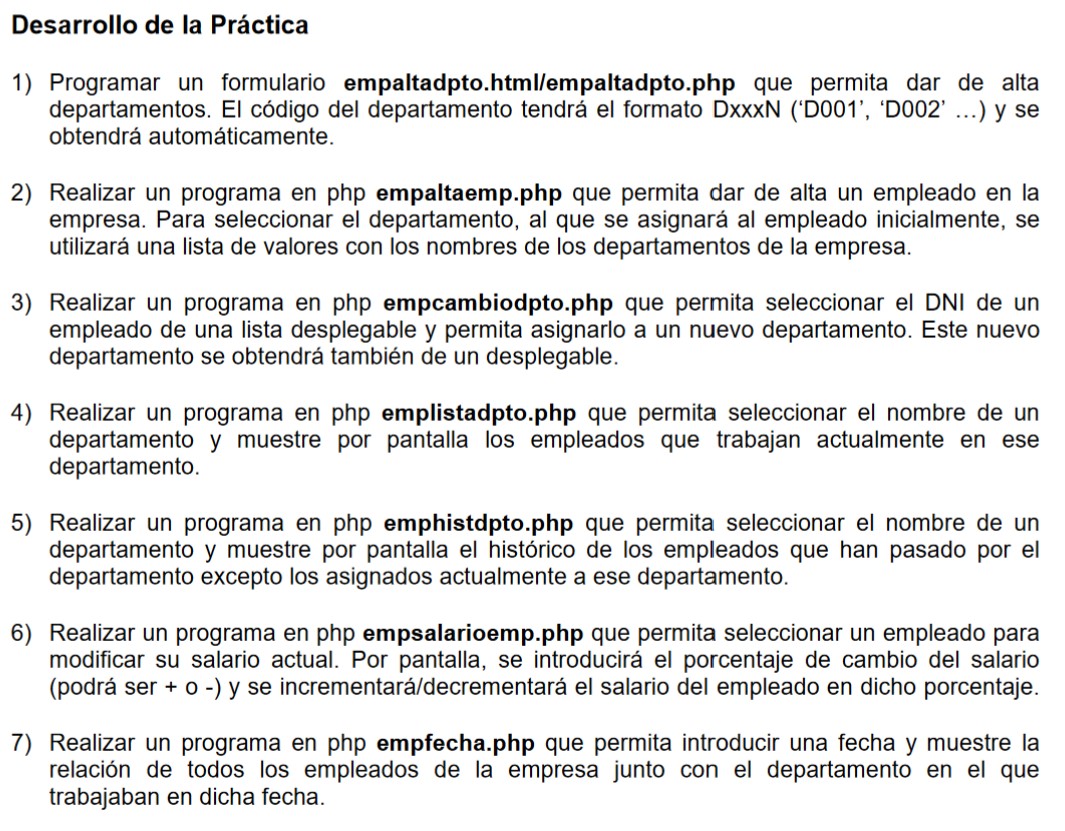 Desarrollo de la Práctica
1) Programar un formulario empaltadpto.html/empaltadpto.php que permita dar de alta
departamentos. El código del departamento tendrá el formato DxxxN (‘D001’, ‘D002’ ...) y se
obtendrá automáticamente.
2) Realizar un programa en php empaltaemp.php que permita dar de alta un empleado en la
empresa. Para seleccionar el departamento, al que se asignará al empleado inicialmente, se
utilizará una lista de valores con los nombres de los departamentos de la empresa.
3) Realizar un programa en php empcambiodpto.php que permita seleccionar el DNI de un
empleado de una lista desplegable y permita asignarlo a un nuevo departamento. Este nuevo
departamento se obtendrá también de un desplegable.
4) Realizar un programa en php emplistadpto.php que permita seleccionar el nombre de un
departamento y muestre por pantalla los empleados que trabajan actualmente en ese
departamento.
5) Realizar un programa en php emphistdpto.php que permita seleccionar el nombre de un
departamento y muestre por pantalla el histórico de los empleados que han pasado por el
departamento excepto los asignados actualmente a ese departamento.
6) Realizar un programa en php empsalarioemp.php que permita seleccionar un empleado para
modificar su salario actual. Por pantalla, se introducirá el porcentaje de cambio del salario
(podrá ser + o -) y se incrementará/decrementará el salario del empleado en dicho porcentaje.
7) Realizar un programa en php empfecha.php que permita introducir una fecha y muestre la
relación de todos los empleados de la empresa junto con el departamento en el que
trabajaban en dicha fecha.